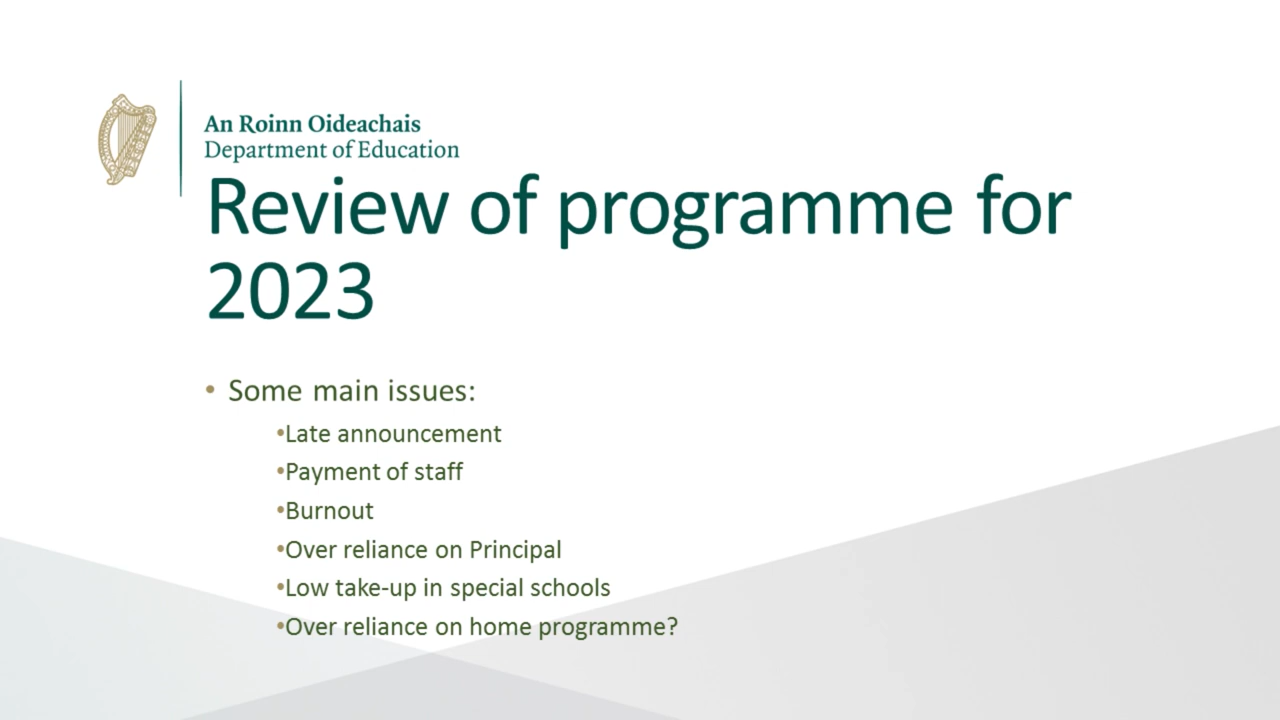 An Roinn Oideachais
Department of Education
Review of programme for
2023
• Some main issues:
•Late announcement
•Payment of staff
•Burnout
•Over reliance on Principal
•Low take-up in special schools
•Over reliance on home programme?